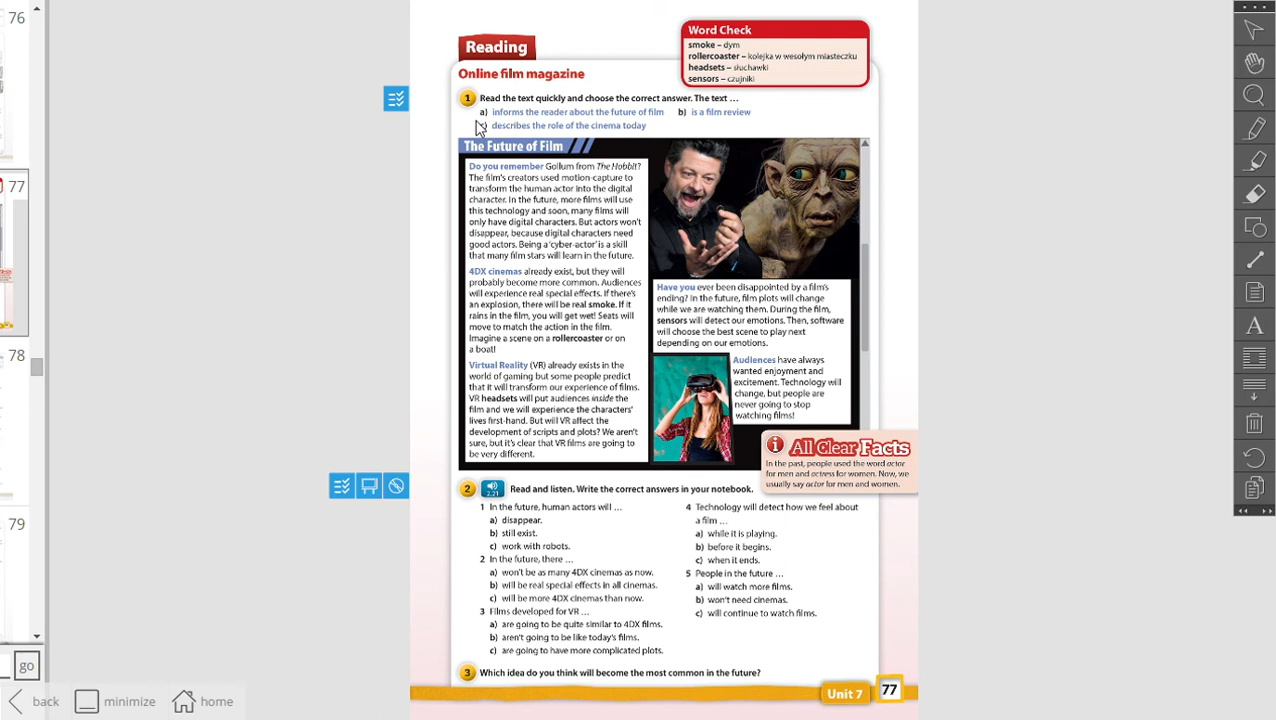 76
77
78
79
go
back
minimize
home
Reading
Word Check
smoke – dym
rollercoaster – kolejka w wesołym miasteczku
headsets – słuchawki
sensors – czujniki
Online film magazine
1 Read the text quickly and choose the correct answer. The text …
a) informs the reader about the future of film b) is a film review
describes the role of the cinema today
The Future of Film
Do you remember Gollum from The Hobbit?
The film's creators used motion-capture to
transform the human actor into the digital
character. In the future, more films will use
this technology and soon, many films will
only have digital characters. But actors won't
disappear, because digital characters need
good actors. Being a 'cyber-actor' is a skill
that many film stars will learn in the future.
4DX cinemas already exist, but they will
probably become more common. Audiences
will experience real special effects. If there's
an explosion, there will be real smoke. If it
rains in the film, you will get wet! Seats will
move to match the action in the film.
Imagine a scene on a rollercoaster or on
a boat!
Virtual Reality (VR) already exists in the
world of gaming but some people predict
that it will transform our experience of films.
VR headsets will put audiences inside the
film and we will experience the characters'
lives first-hand. But will VR affect the
development of scripts and plots? We aren't
sure, but it's clear that VR films are going to
be very different.
Have you ever been disappointed by a film's
ending? In the future, film plots will change
while we are watching them. During the film,
sensors will detect our emotions. Then, software
will choose the best scene to play next
depending on our emotions.
Audiences have always
wanted enjoyment and
excitement. Technology will
change, but people are
never going to stop
watching films!
i All Clear Facts
In the past, people used the word actor
for men and actress for women. Now, we
usually say actor for men and women.
2 2.21 Read and listen. Write the correct answers in your notebook.
1 In the future, human actors will …
a) disappear.
b) still exist.
c) work with robots.
2 In the future, there …
a) won't be as many 4DX cinemas as now.
b) will be real special effects in all cinemas.
c) will be more 4DX cinemas than now.
3 Films developed for VR …
a) are going to be quite similar to 4DX films.
b) aren't going to be like today's films.
c) are going to have more complicated plots.
4 Technology will detect how we feel about
a film …
a) while it is playing.
b) before it begins.
c) when it ends.
5 People in the future …
a) will watch more films.
b) won't need cinemas.
c) will continue to watch films.
3 Which idea do you think will become the most common in the future?
Unit 7 77